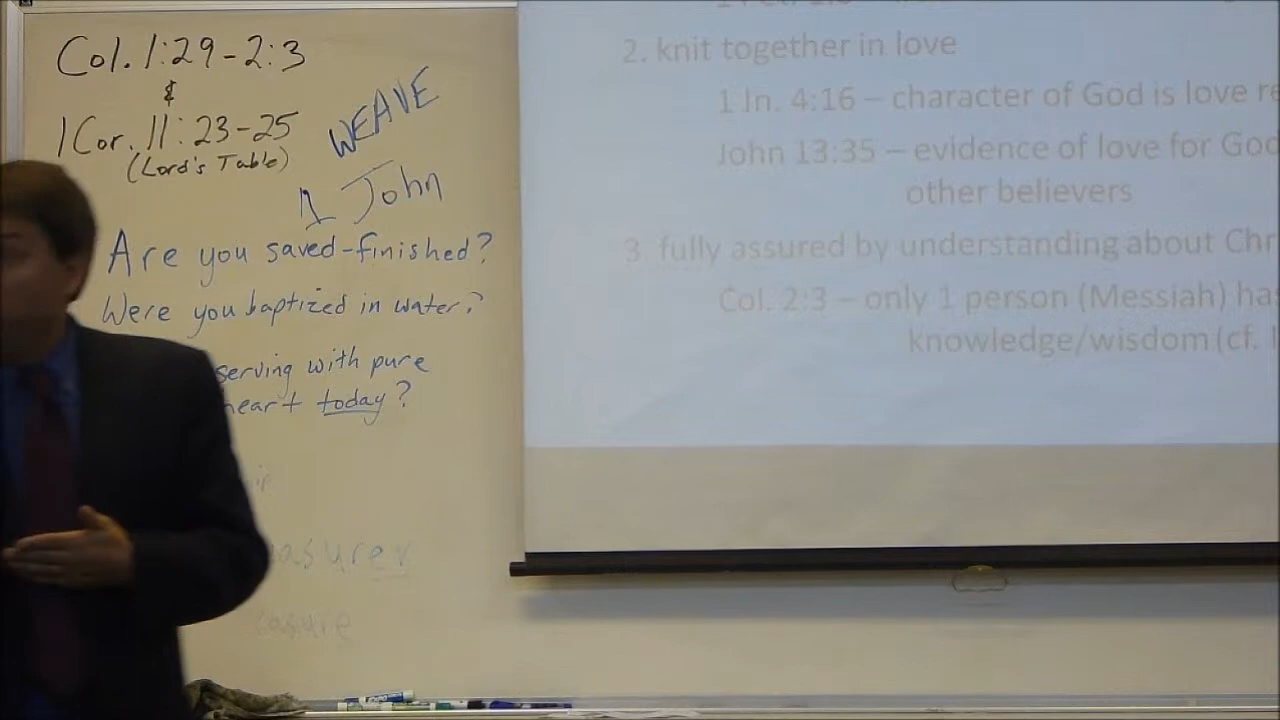 Col. 1:29-2:3
&
1 Cor. 11:23-25
(Lord's Table)
WEAVE
1 John
Are you saved-finished?
Were you baptized in water?
serving with pure
heart today?
2. knit together in love
1 Jn. 4:16 – character of God is love
John 13:35 – evidence of love for God
other believers
3. fully assured by understanding about
Col. 2:3 – only 1 person (Messiah)
knowledge/wisdom (cf.